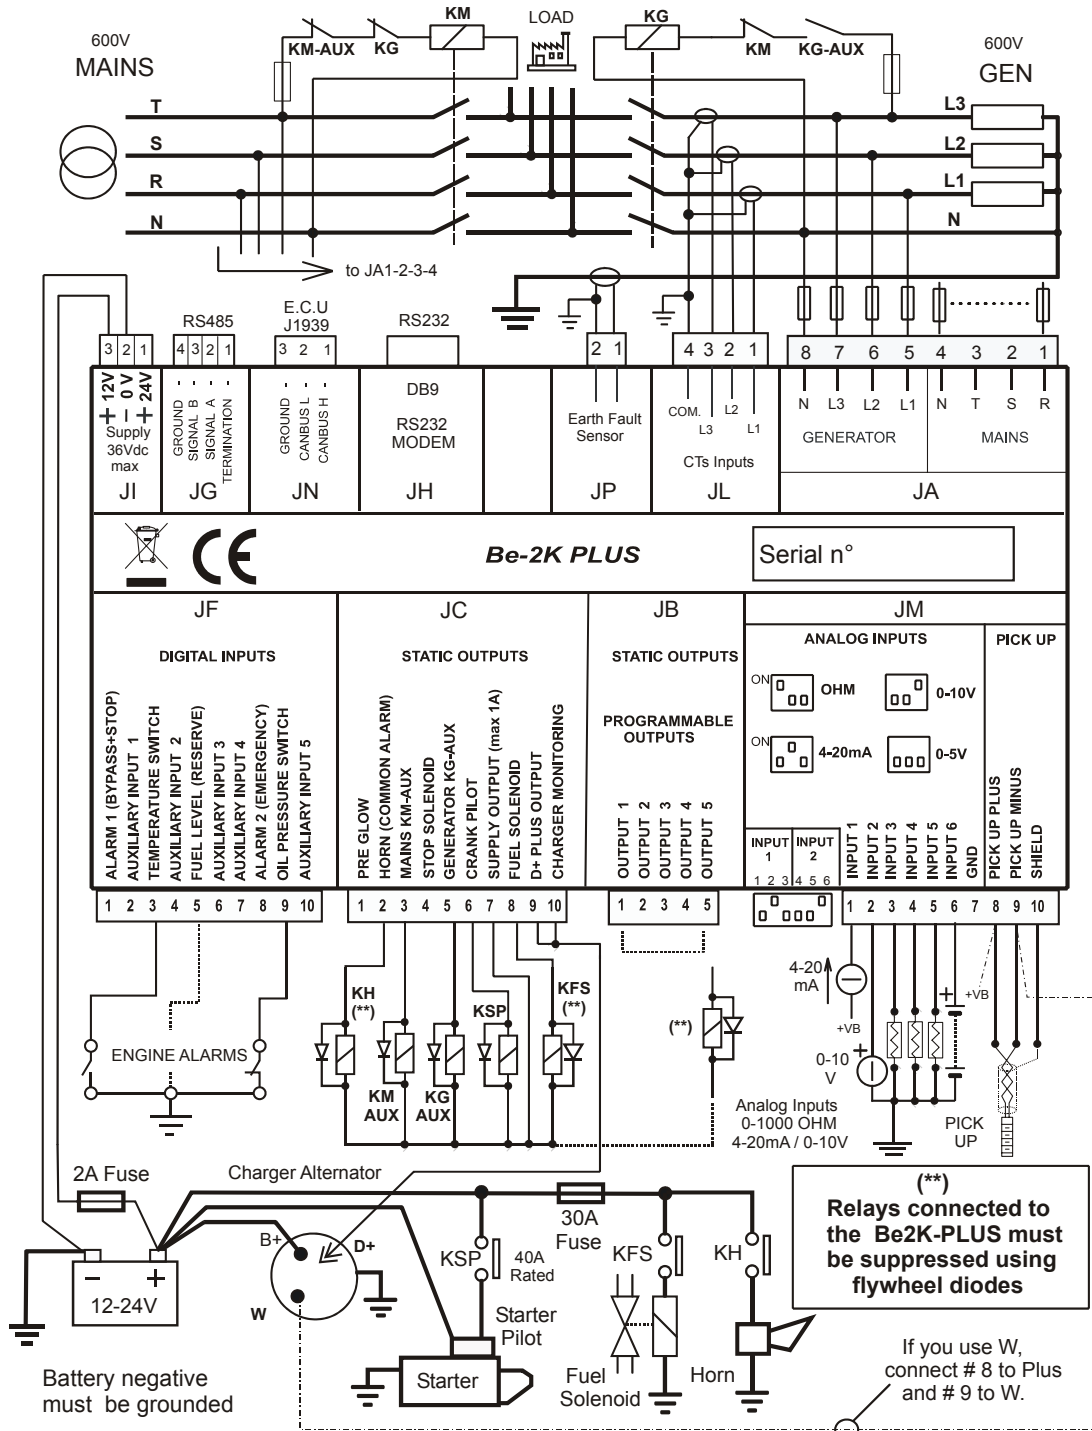 600V
MAINS
KM-AUX
KG
KM
LOAD
KG
KM
KG-AUX
600V
GEN
T
S
R
N
L3
L2
L1
N
to JA1-2-3-4
RS485
E.C.U
J1939
RS232
3 2 1
4 3 2 1
3 2 1
2 1
4 3 2 1
8 7 6 5 4 3 2 1
+ 12V
− 0 V
+ 24V
Supply
36Vdc
max
JI
GROUND -
SIGNAL B -
SIGNAL A -
TERMINATION -
JG
GROUND -
CANBUS L -
CANBUS H -
JN
DB9
RS232
MODEM
JH
Earth Fault
Sensor
JP
COM.
L3
L2
L1
CTs Inputs
JL
N L3 L2 L1 N T S R
GENERATOR
MAINS
JA
CE
Be-2K PLUS
Serial n°
JF
DIGITAL INPUTS
ALARM 1 (BYPASS+STOP)
AUXILIARY INPUT 1
TEMPERATURE SWITCH
AUXILIARY INPUT 2
FUEL LEVEL (RESERVE)
AUXILIARY INPUT 3
AUXILIARY INPUT 4
ALARM 2 (EMERGENCY)
OIL PRESSURE SWITCH
AUXILIARY INPUT 5
1 2 3 4 5 6 7 8 9 10
JC
STATIC OUTPUTS
PRE GLOW
HORN (COMMON ALARM)
MAINS KM-AUX
STOP SOLENOID
GENERATOR KG-AUX
CRANK PILOT
SUPPLY OUTPUT (max 1A)
FUEL SOLENOID
D+ PLUS OUTPUT
CHARGER MONITORING
1 2 3 4 5 6 7 8 9 10
JB
STATIC OUTPUTS
PROGRAMMABLE
OUTPUTS
OUTPUT 1
OUTPUT 2
OUTPUT 3
OUTPUT 4
OUTPUT 5
1 2 3 4 5
JM
ANALOG INPUTS
PICK UP
ON
OHM
0-10V
ON
4-20mA
0-5V
INPUT
1
INPUT
2
1 2 3 4 5 6
INPUT 1
INPUT 2
INPUT 3
INPUT 4
INPUT 5
INPUT 6
GND
PICK UP PLUS
PICK UP MINUS
SHIELD
1 2 3 4 5 6 7 8 9 10
ENGINE ALARMS
KH
(**)
KM
AUX
KG
AUX
KSP
KFS
(**)
(**)
4-20
mA
+VB
0-10
V
+
+
+VB
Analog Inputs
0-1000 OHM
4-20mA / 0-10V
PICK
UP
2A Fuse
Charger Alternator
B+
D+
W
− +
12-24V
Battery negative
must be grounded
KSP
40A
Rated
Starter
Pilot
Starter
30A
Fuse
KFS
Fuel
Solenoid
KH
Horn
(**)
Relays connected to
the Be2K-PLUS must
be suppressed using
flywheel diodes
If you use W,
connect # 8 to Plus
and # 9 to W.